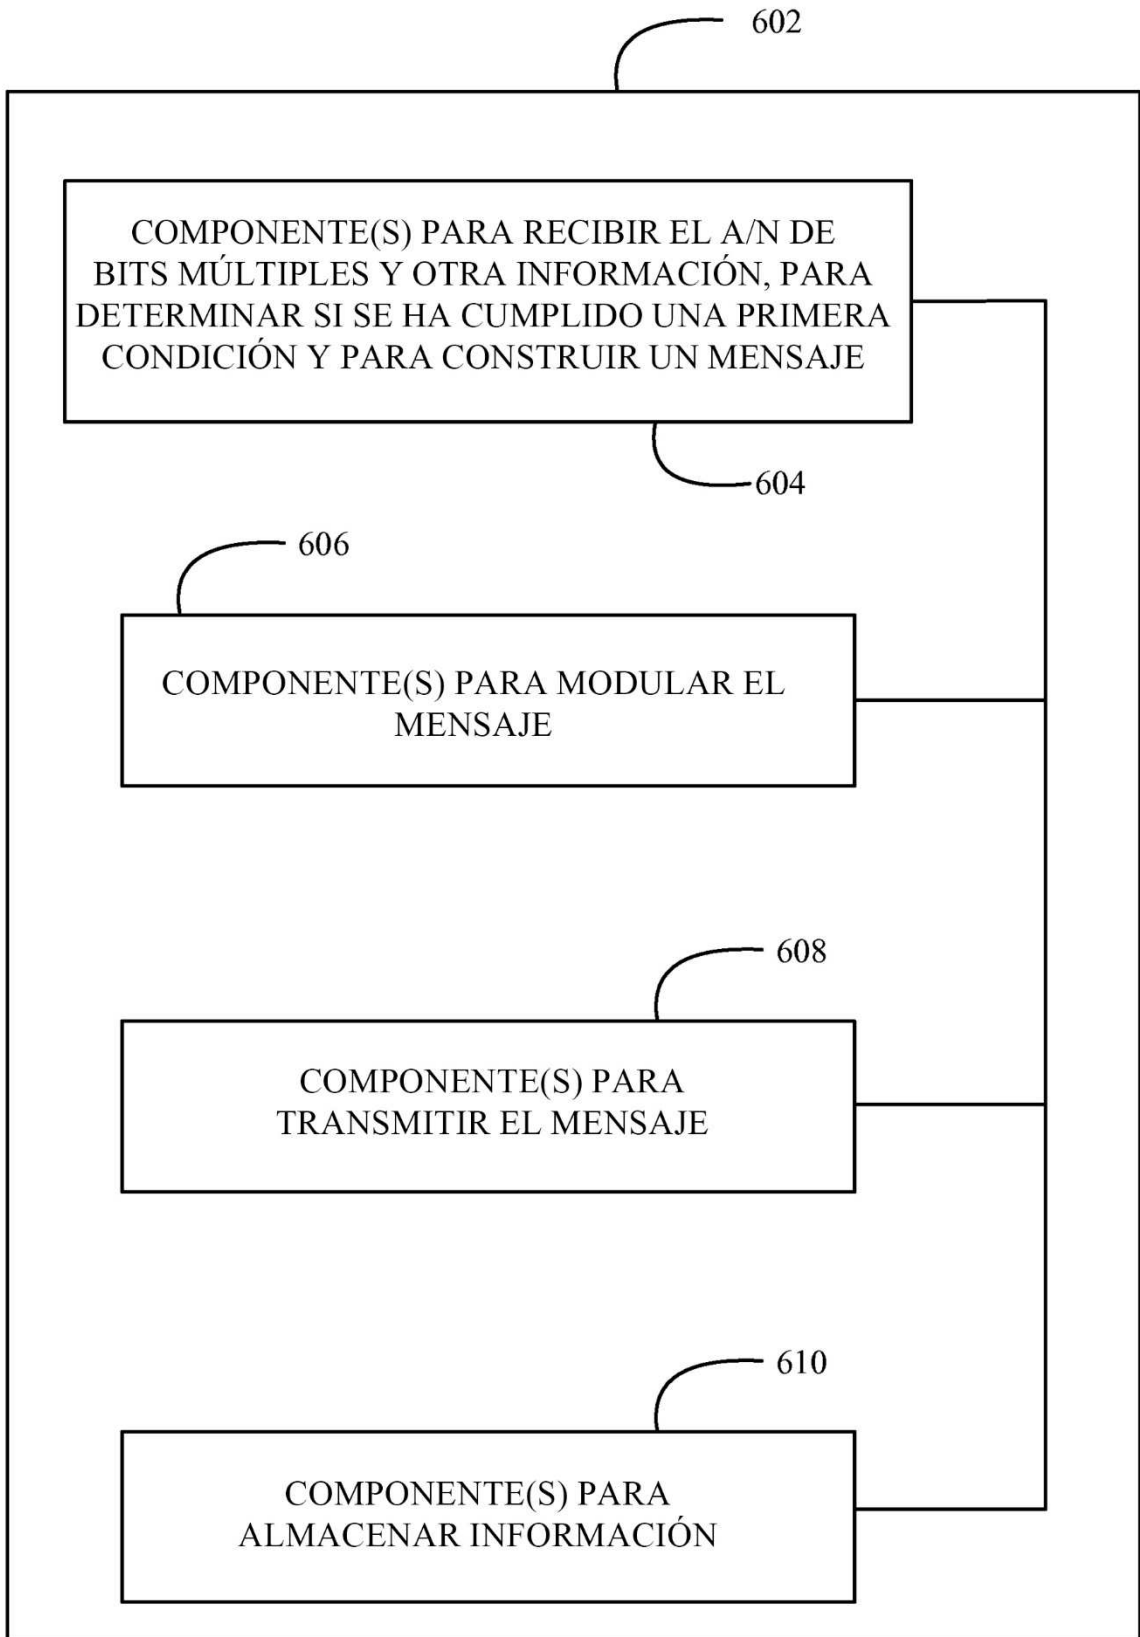 602
COMPONENTE(S) PARA RECIBIR EL A/N DE
BITS MÚLTIPLES Y OTRA INFORMACIÓN, PARA
DETERMINAR SI SE HA CUMPLIDO UNA PRIMERA
CONDICIÓN Y PARA CONSTRUIR UN MENSAJE
604
606
COMPONENTE(S) PARA MODULAR EL
MENSAJE
608
COMPONENTE(S) PARA
TRANSMITIR EL MENSAJE
610
COMPONENTE(S) PARA
ALMACENAR INFORMACIÓN